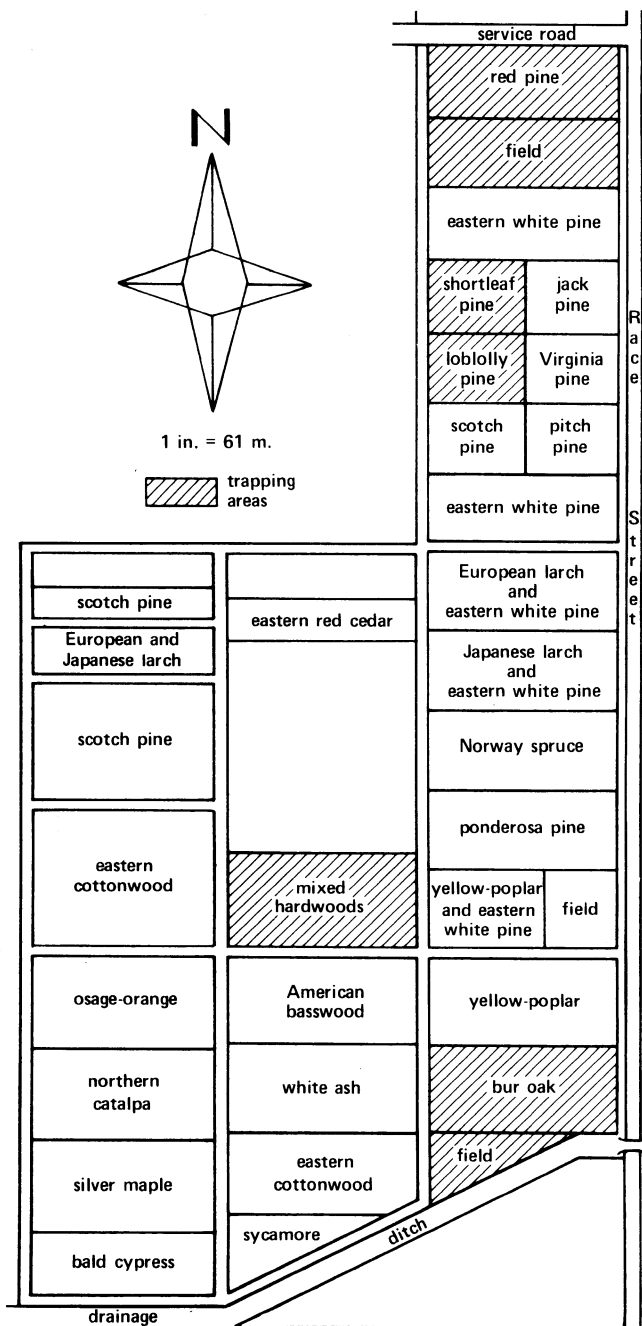 service road
red pine
field
eastern white pine
shortleaf
pine
jack
pine
loblolly
pine
Virginia
pine
scotch
pine
pitch
pine
eastern white pine
Race Street
N
1 in. = 61 m.
trapping
areas
scotch pine
European and
Japanese larch
scotch pine
eastern
cottonwood
osage-orange
northern
catalpa
silver maple
bald cypress
eastern red cedar
mixed
hardwoods
American
basswood
white ash
eastern
cottonwood
sycamore
European larch
and
eastern white pine
Japanese larch
and
eastern white pine
Norway spruce
ponderosa pine
yellow-poplar
and eastern
white pine
field
yellow-poplar
bur oak
field
drainage
ditch